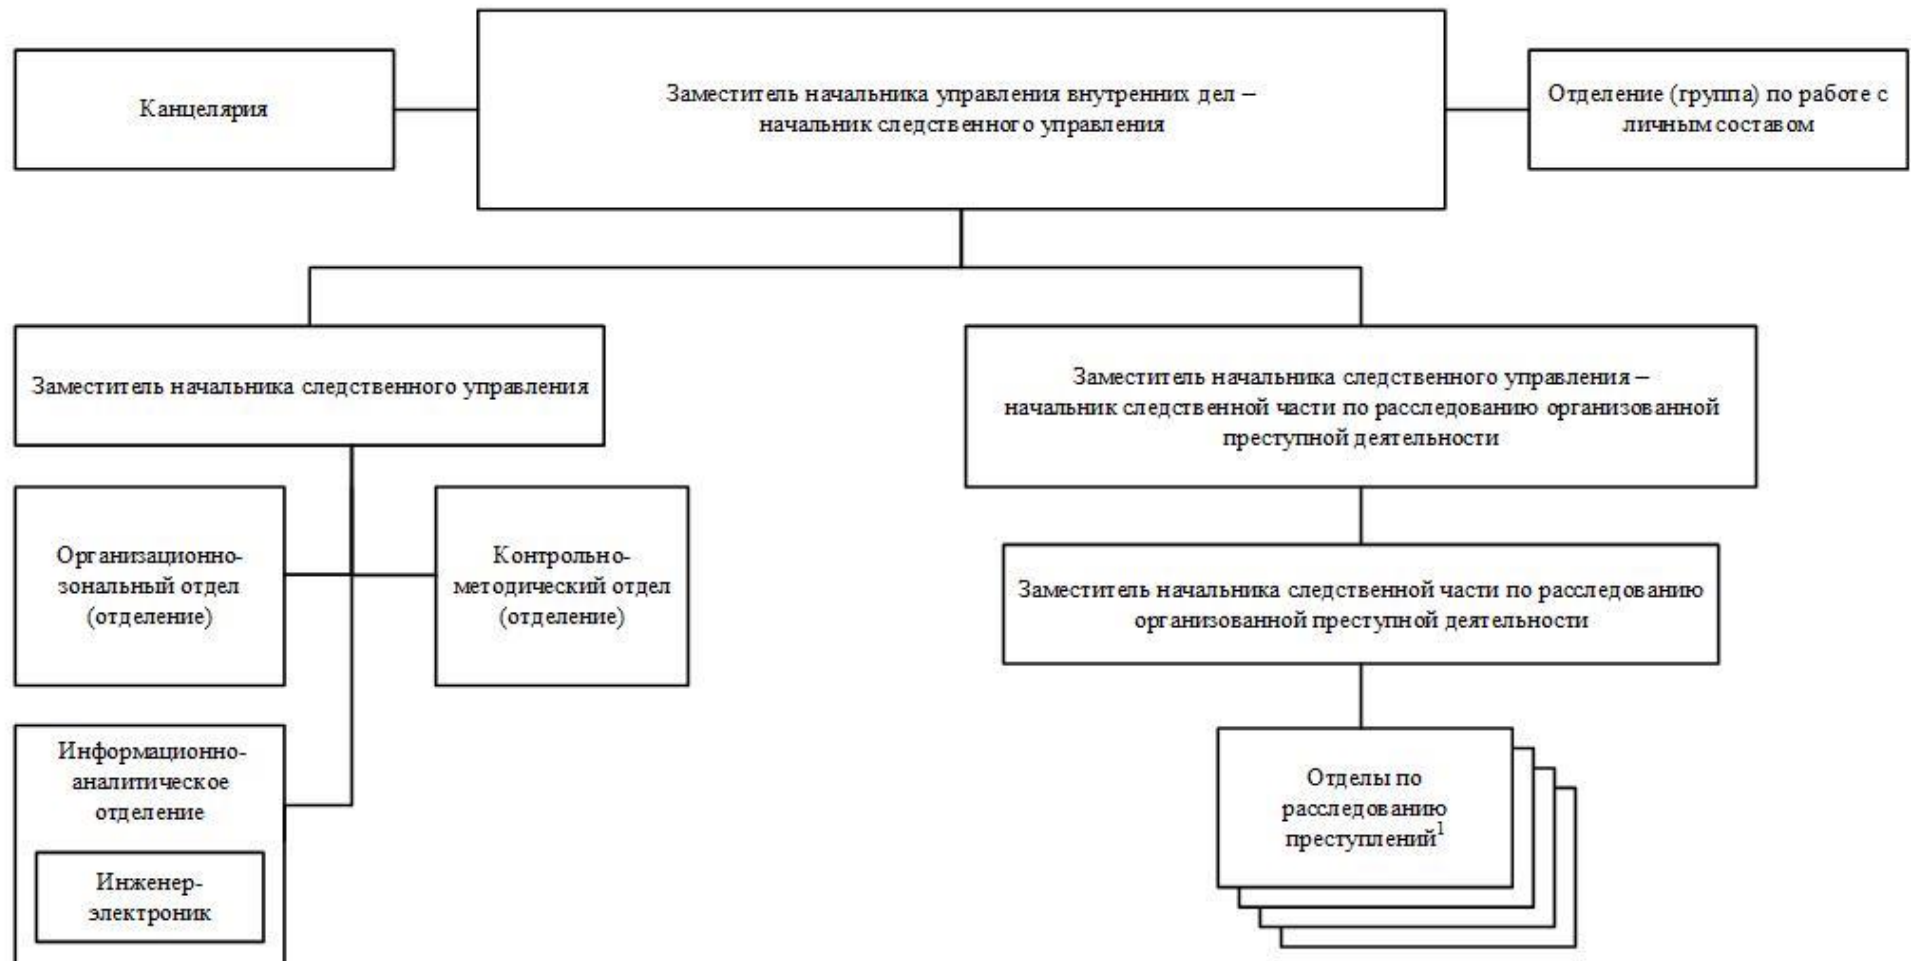 Канцелярия
Заместитель начальника управления внутренних дел –
начальник следственного управления
Отделение (группа) по работе с
личным составом
Заместитель начальника следственного управления
Заместитель начальника следственного управления –
начальник следственной части по расследованию организованной
преступной деятельности
Организационно-
зональный отдел
(отделение)
Контрольно-
методический отдел
(отделение)
Заместитель начальника следственной части по расследованию
организованной преступной деятельности
Информационно-
аналитическое
отделение
Инженер-
электроник
Отделы по
расследованию
преступлений¹